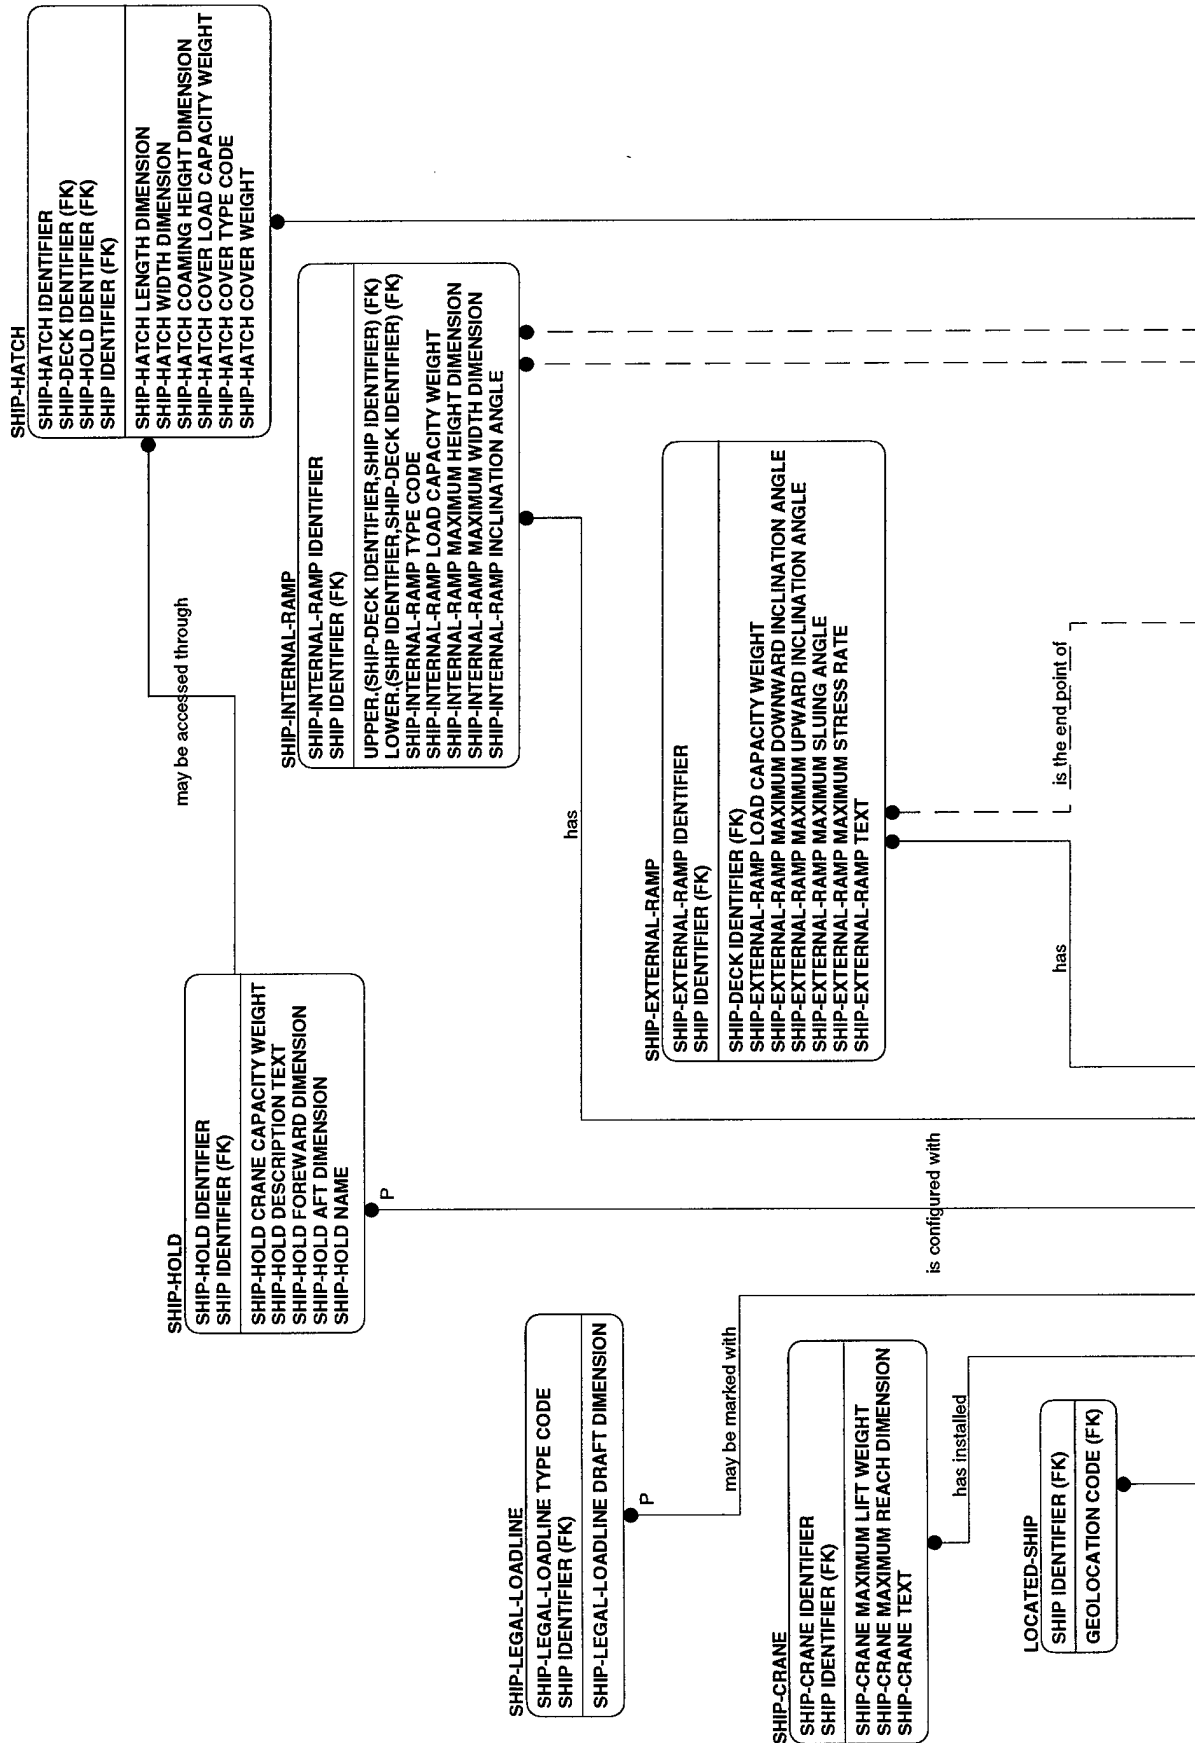 SHIP-HATCH
SHIP-HATCH IDENTIFIER
SHIP-DECK IDENTIFIER (FK)
SHIP-HOLD IDENTIFIER (FK)
SHIP IDENTIFIER (FK)
SHIP-HATCH LENGTH DIMENSION
SHIP-HATCH WIDTH DIMENSION
SHIP-HATCH COAMING HEIGHT DIMENSION
SHIP-HATCH COVER LOAD CAPACITY WEIGHT
SHIP-HATCH COVER TYPE CODE
SHIP-HATCH COVER WEIGHT
may be accessed through
SHIP-HOLD
SHIP-HOLD IDENTIFIER
SHIP IDENTIFIER (FK)
SHIP-HOLD CRANE CAPACITY WEIGHT
SHIP-HOLD DESCRIPTION TEXT
SHIP-HOLD FOREWARD DIMENSION
SHIP-HOLD AFT DIMENSION
SHIP-HOLD NAME
P
SHIP-INTERNAL-RAMP
SHIP-INTERNAL-RAMP IDENTIFIER
SHIP IDENTIFIER (FK)
UPPER.(SHIP-DECK IDENTIFIER,SHIP IDENTIFIER) (FK)
LOWER.(SHIP IDENTIFIER,SHIP-DECK IDENTIFIER) (FK)
SHIP-INTERNAL-RAMP TYPE CODE
SHIP-INTERNAL-RAMP LOAD CAPACITY WEIGHT
SHIP-INTERNAL-RAMP MAXIMUM HEIGHT DIMENSION
SHIP-INTERNAL-RAMP MAXIMUM WIDTH DIMENSION
SHIP-INTERNAL-RAMP INCLINATION ANGLE
has
SHIP-LEGAL-LOADLINE
SHIP-LEGAL-LOADLINE TYPE CODE
SHIP IDENTIFIER (FK)
SHIP-LEGAL-LOADLINE DRAFT DIMENSION
P
may be marked with
SHIP-EXTERNAL-RAMP
SHIP-EXTERNAL-RAMP IDENTIFIER
SHIP IDENTIFIER (FK)
SHIP-DECK IDENTIFIER (FK)
SHIP-EXTERNAL-RAMP LOAD CAPACITY WEIGHT
SHIP-EXTERNAL-RAMP MAXIMUM DOWNWARD INCLINATION ANGLE
SHIP-EXTERNAL-RAMP MAXIMUM UPWARD INCLINATION ANGLE
SHIP-EXTERNAL-RAMP MAXIMUM SLUING ANGLE
SHIP-EXTERNAL-RAMP MAXIMUM STRESS RATE
SHIP-EXTERNAL-RAMP TEXT
is the end point of
has
is configured with
SHIP-CRANE
SHIP-CRANE IDENTIFIER
SHIP IDENTIFIER (FK)
SHIP-CRANE MAXIMUM LIFT WEIGHT
SHIP-CRANE MAXIMUM REACH DIMENSION
SHIP-CRANE TEXT
has installed
LOCATED-SHIP
SHIP IDENTIFIER (FK)
GEOLOCATION CODE (FK)